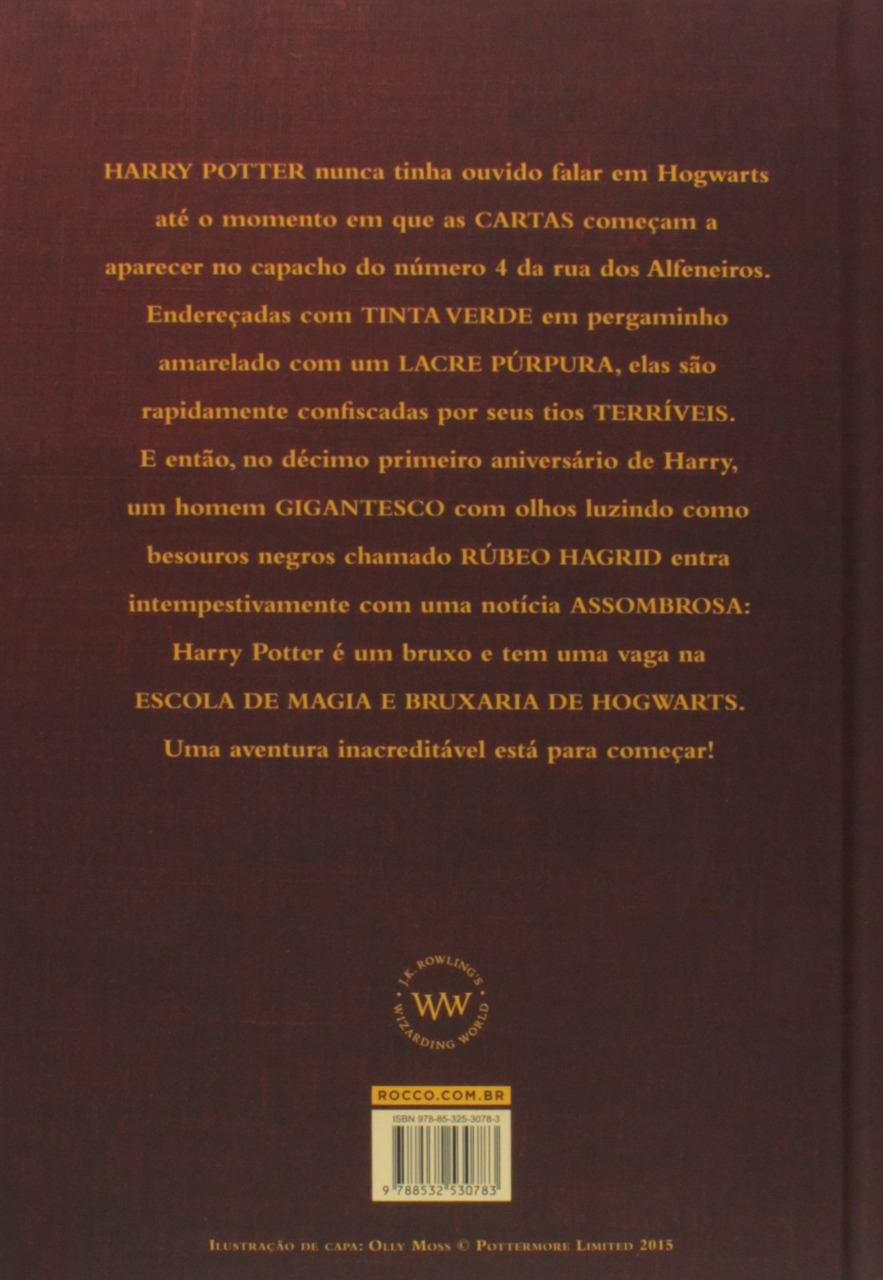 HARRY POTTER nunca tinha ouvido falar em Hogwarts
até o momento em que as CARTAS começam a
aparecer no capacho do número 4 da rua dos Alfeneiros.
Endereçadas com TINTA VERDE em pergaminho
amarelado com um LACRE PÚRPURA, elas são
rapidamente confiscadas por seus tios TERRÍVEIS.
E então, no décimo primeiro aniversário de Harry,
um homem GIGANTESCO com olhos luzindo como
besouros negros chamado RÚBEO HAGRID entra
intempestivamente com uma notícia ASSOMBROSA:
Harry Potter é um bruxo e tem uma vaga na
ESCOLA DE MAGIA E BRUXARIA DE HOGWARTS.
Uma aventura inacreditável está para começar!
J.K. ROWLING'S
WW
WIZARDING WORLD
ROCCO.COM.BR
ISBN 978-85-325-3078-3
9 788532 530783
ILUSTRAÇÃO DE CAPA: OLLY MOSS © POTTERMORE LIMITED 2015